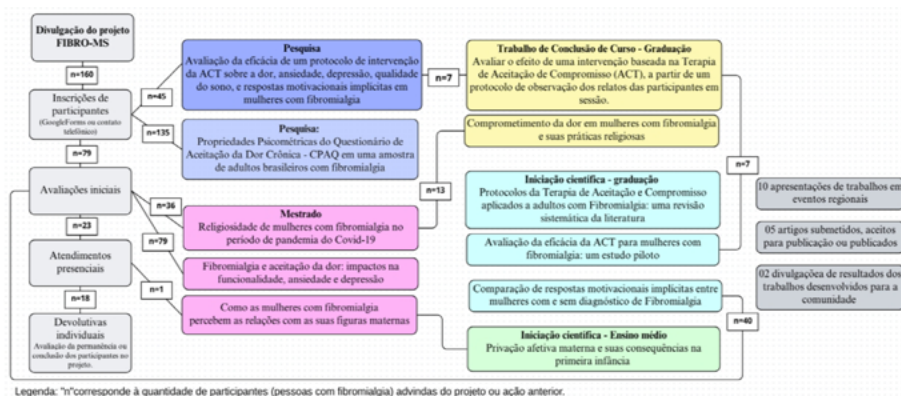 Divulgação do projeto
FIBRO-MS
n=160
Inscrições de
participantes
(GoogleForms ou contato
telefónico)
n=79
Avaliações iniciais
n=23
Atendimentos
presenciais
n=18
Devolutivas
individuais
Avaliação da permanência ou
conclusão dos participantes no
projeto.
n=45
n=135
n=36
n=79
n=1
Pesquisa
Avaliação da eficácia de um protocolo de intervenção
da ACT sobre a dor, ansiedade, depressão, qualidade
do sono, e respostas motivacionais implícitas em
mulheres com fibromialgia
Pesquisa:
Propriedades Psicométricas do Questionário de
Aceitação da Dor Crônica - CPAQ em uma amostra
de adultos brasileiros com fibromialgia
Mestrado
Religiosidade de mulheres com fibromialgia no
período de pandemia do Covid-19
Fibromialgia e aceitação da dor: impactos na
funcionalidade, ansiedade e depressão
Como as mulheres com fibromialgia
percebem as relações com as suas figuras maternas
n=7
n=13
Trabalho de Conclusão de Curso - Graduação
Avaliar o efeito de uma intervenção baseada na Terapia
de Aceitação de Compromisso (ACT), a partir de um
protocolo de observação dos relatos das participantes em
sessão.
Comprometimento da dor em mulheres com fibromialgia
e suas práticas religiosas
Iniciação científica - graduação
Protocolos da Terapia de Aceitação e Compromisso
aplicados a adultos com Fibromialgia: uma revisão
sistemática da literatura
Avaliação da eficácia da ACT para mulheres com
fibromialgia: um estudo piloto
Comparação de respostas motivacionais implícitas entre
mulheres com e sem diagnóstico de Fibromialgia
Iniciação científica - Ensino médio
Privação afetiva materna e suas consequências na
primeira infância
n=7
n=40
10 apresentações de trabalhos em
eventos regionais
05 artigos submetidos, aceitos
para publicação ou publicados
02 divulgaçõea de resultados dos
trabalhos desenvolvidos para a
comunidade
Legenda: "n"corresponde à quantidade de participantes (pessoas com fibromialgia) advindas do projeto ou ação anterior.